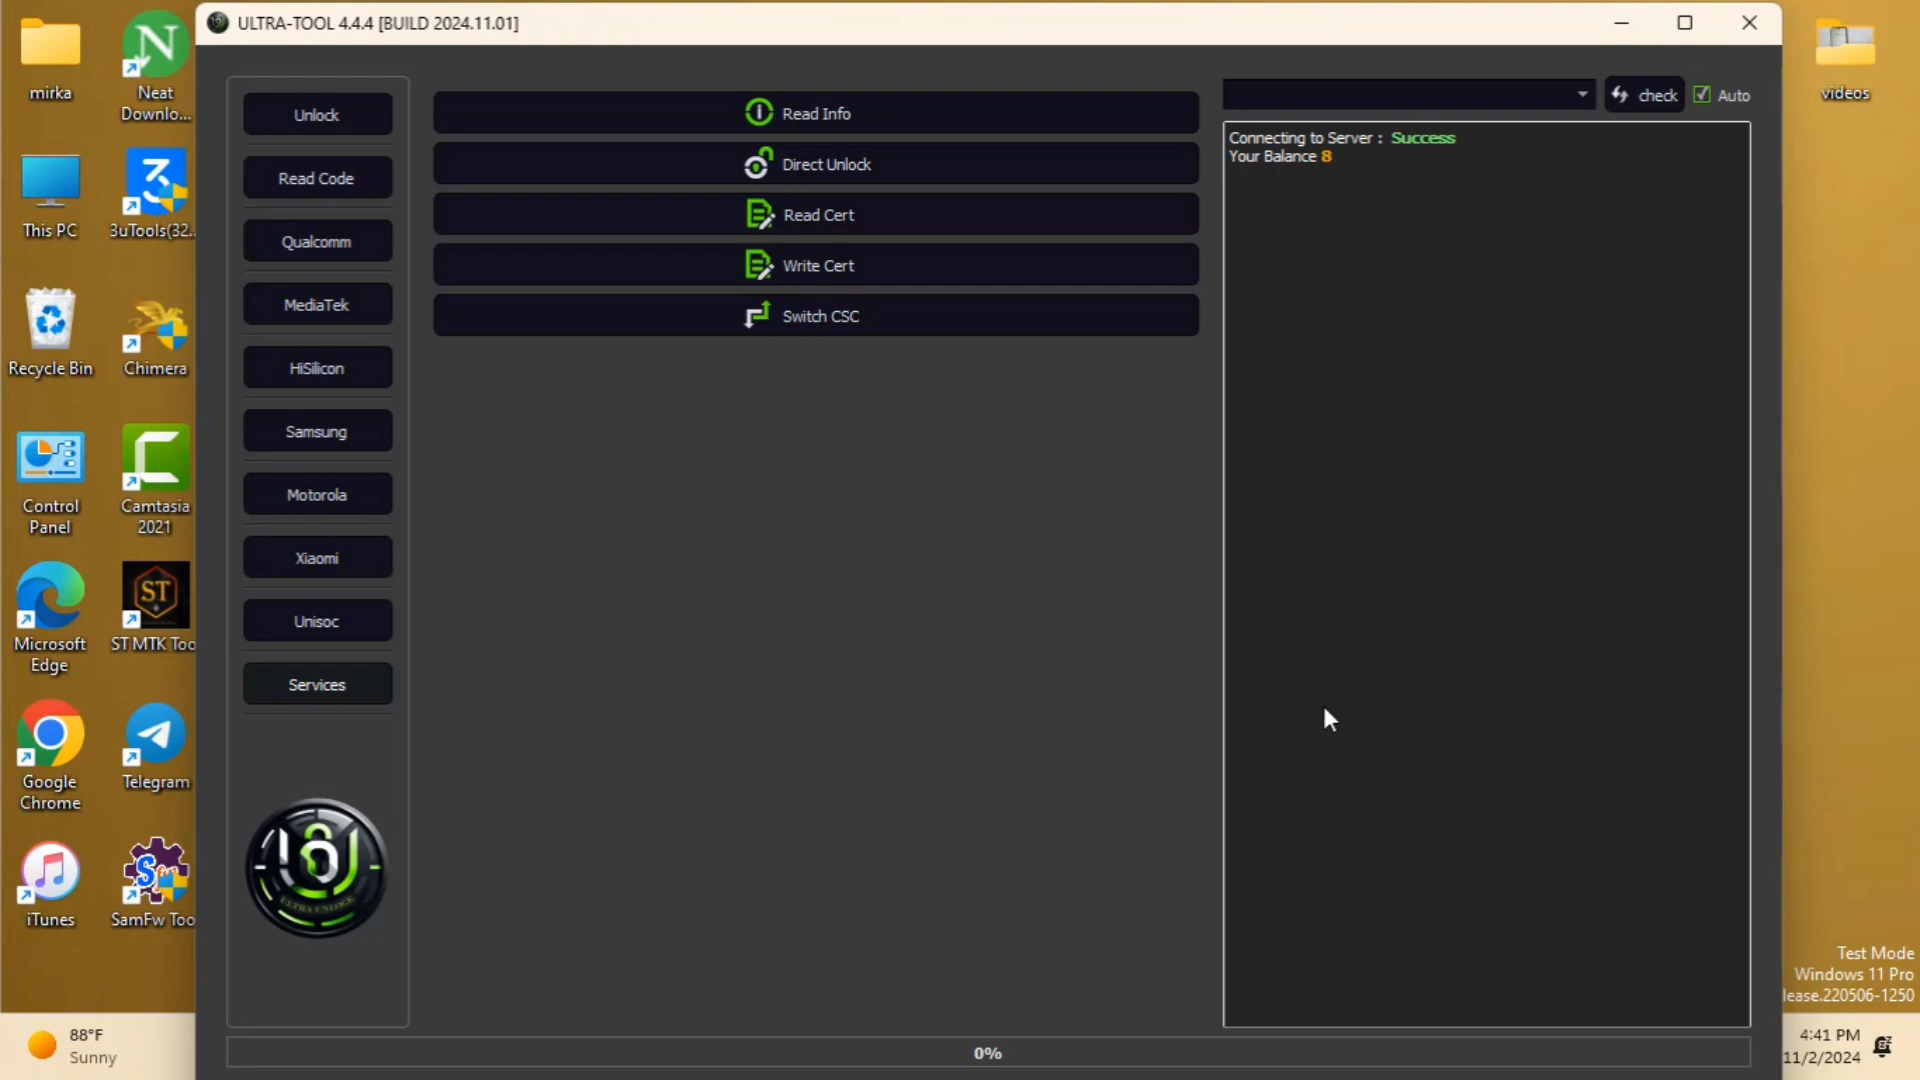 ULTRA-TOOL 4.4.4 [BUILD 2024.11.01]
mirka
Neat
Downlo...
This PC
3uTools(32...
Recycle Bin
Chimera
Control
Panel
Camtasia
2021
Microsoft
Edge
ST
ST MTK Too
Google
Chrome
Telegram
iTunes
SamFw Too
Unlock
Read Code
Qualcomm
MediaTek
HiSilicon
Samsung
Motorola
Xiaomi
Unisoc
Services
ULTRA UNLOCK
Read Info
Direct Unlock
Read Cert
Write Cert
Switch CSC
check
Auto
Connecting to Server : Success
Your Balance 8
0%
videos
Test Mode
Windows 11 Pro
lease.220506-1250
88°F
Sunny
4:41 PM
11/2/2024